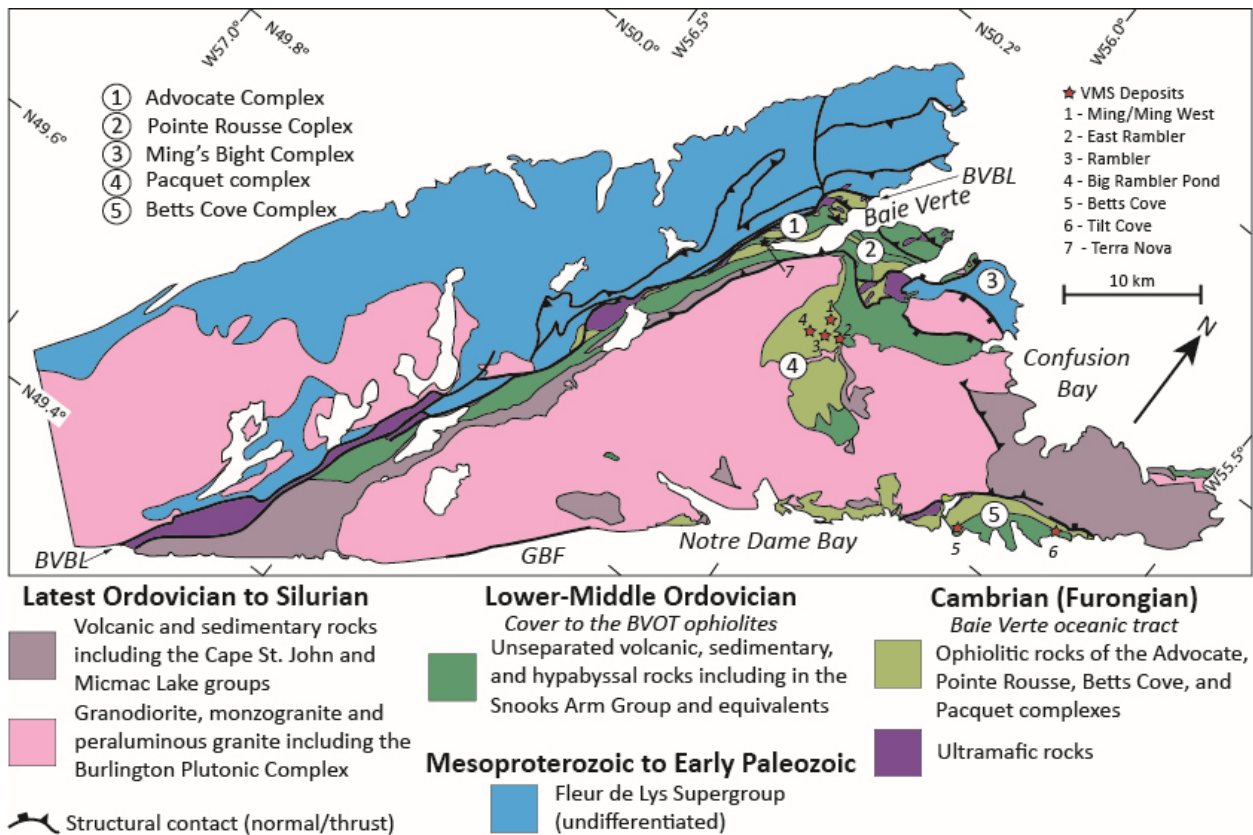 W57.0°
N49.8°
N50.0°
W56.5°
N50.2°
W56.0°
N49.6°
N49.4°
W55.5°
1 Advocate Complex
2 Pointe Rousse Coplex
3 Ming's Bight Complex
4 Pacquet complex
5 Betts Cove Complex
VMS Deposits
1 - Ming/Ming West
2 - East Rambler
3 - Rambler
4 - Big Rambler Pond
5 - Betts Cove
6 - Tilt Cove
7 - Terra Nova
10 km
N
BVBL
Baie Verte
1
2
3
7
1
4
3
2
4
Confusion
Bay
5
5
6
Notre Dame Bay
GBF
BVBL
Latest Ordovician to Silurian
Volcanic and sedimentary rocks
including the Cape St. John and
Micmac Lake groups
Granodiorite, monzogranite and
peraluminous granite including the
Burlington Plutonic Complex
Structural contact (normal/thrust)
Lower-Middle Ordovician
Cover to the BVOT ophiolites
Unseparated volcanic, sedimentary,
and hypabyssal rocks including in the
Snooks Arm Group and equivalents
Mesoproterozoic to Early Paleozoic
Fleur de Lys Supergroup
(undifferentiated)
Cambrian (Furongian)
Baie Verte oceanic tract
Ophiolitic rocks of the Advocate,
Pointe Rousse, Betts Cove, and
Pacquet complexes
Ultramafic rocks